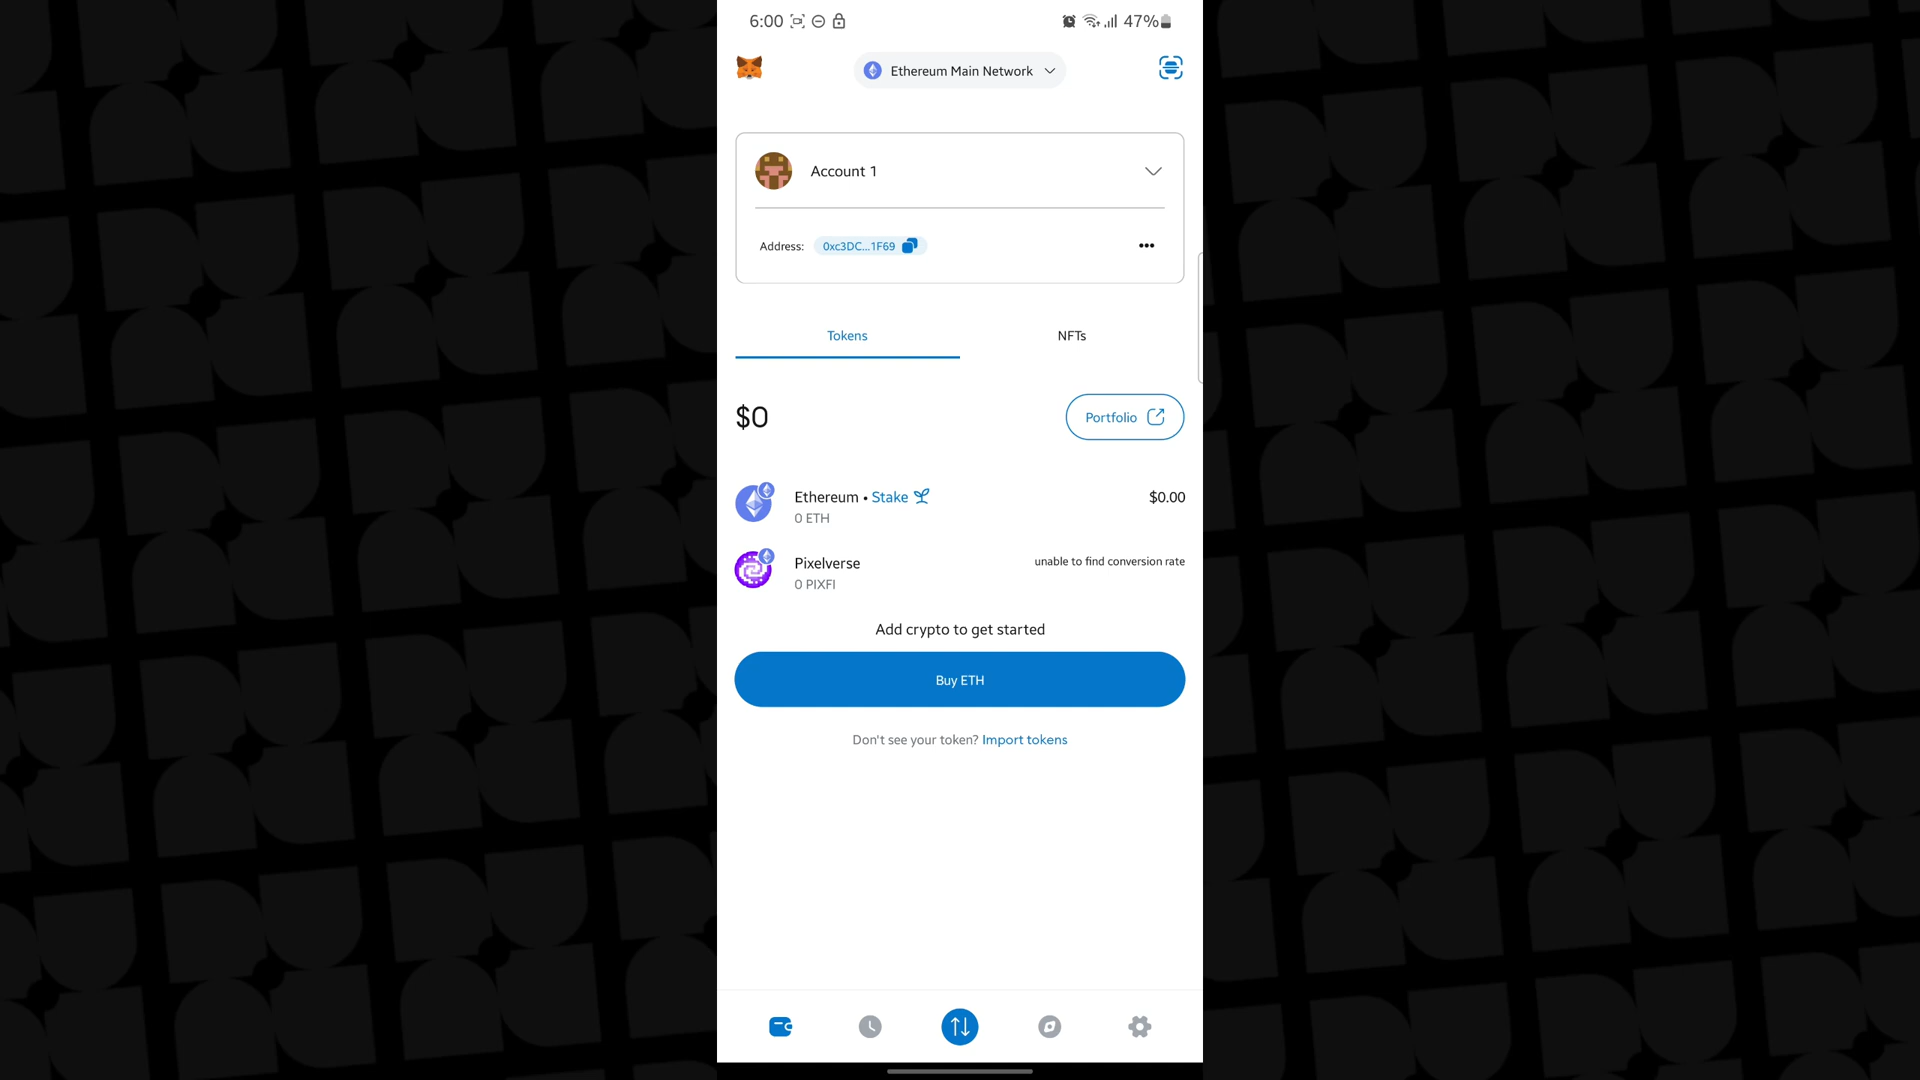 6:00 47%
Ethereum Main Network
Account 1
Address: 0xc3DC...1F69
Tokens NFTs
$0 Portfolio
Ethereum • Stake $0.00
0 ETH
Pixelverse unable to find conversion rate
0 PIXFI
Add crypto to get started
Buy ETH
Don't see your token? Import tokens